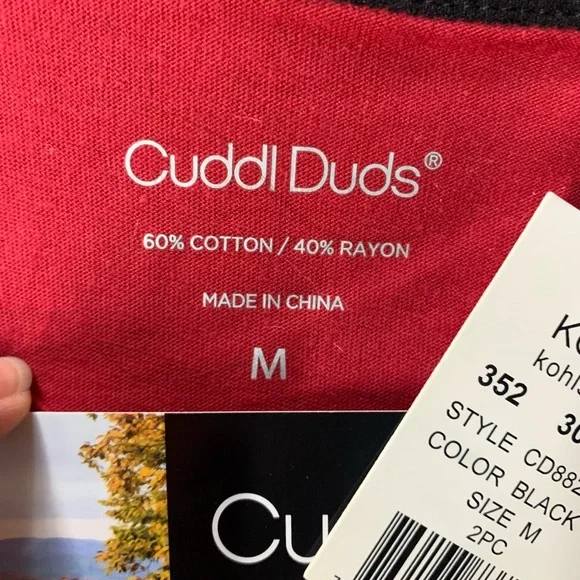 Cuddl Duds®
60% COTTON / 40% RAYON
MADE IN CHINA
M
352
STYLE
COLOR BLACK
SIZE M
2PC